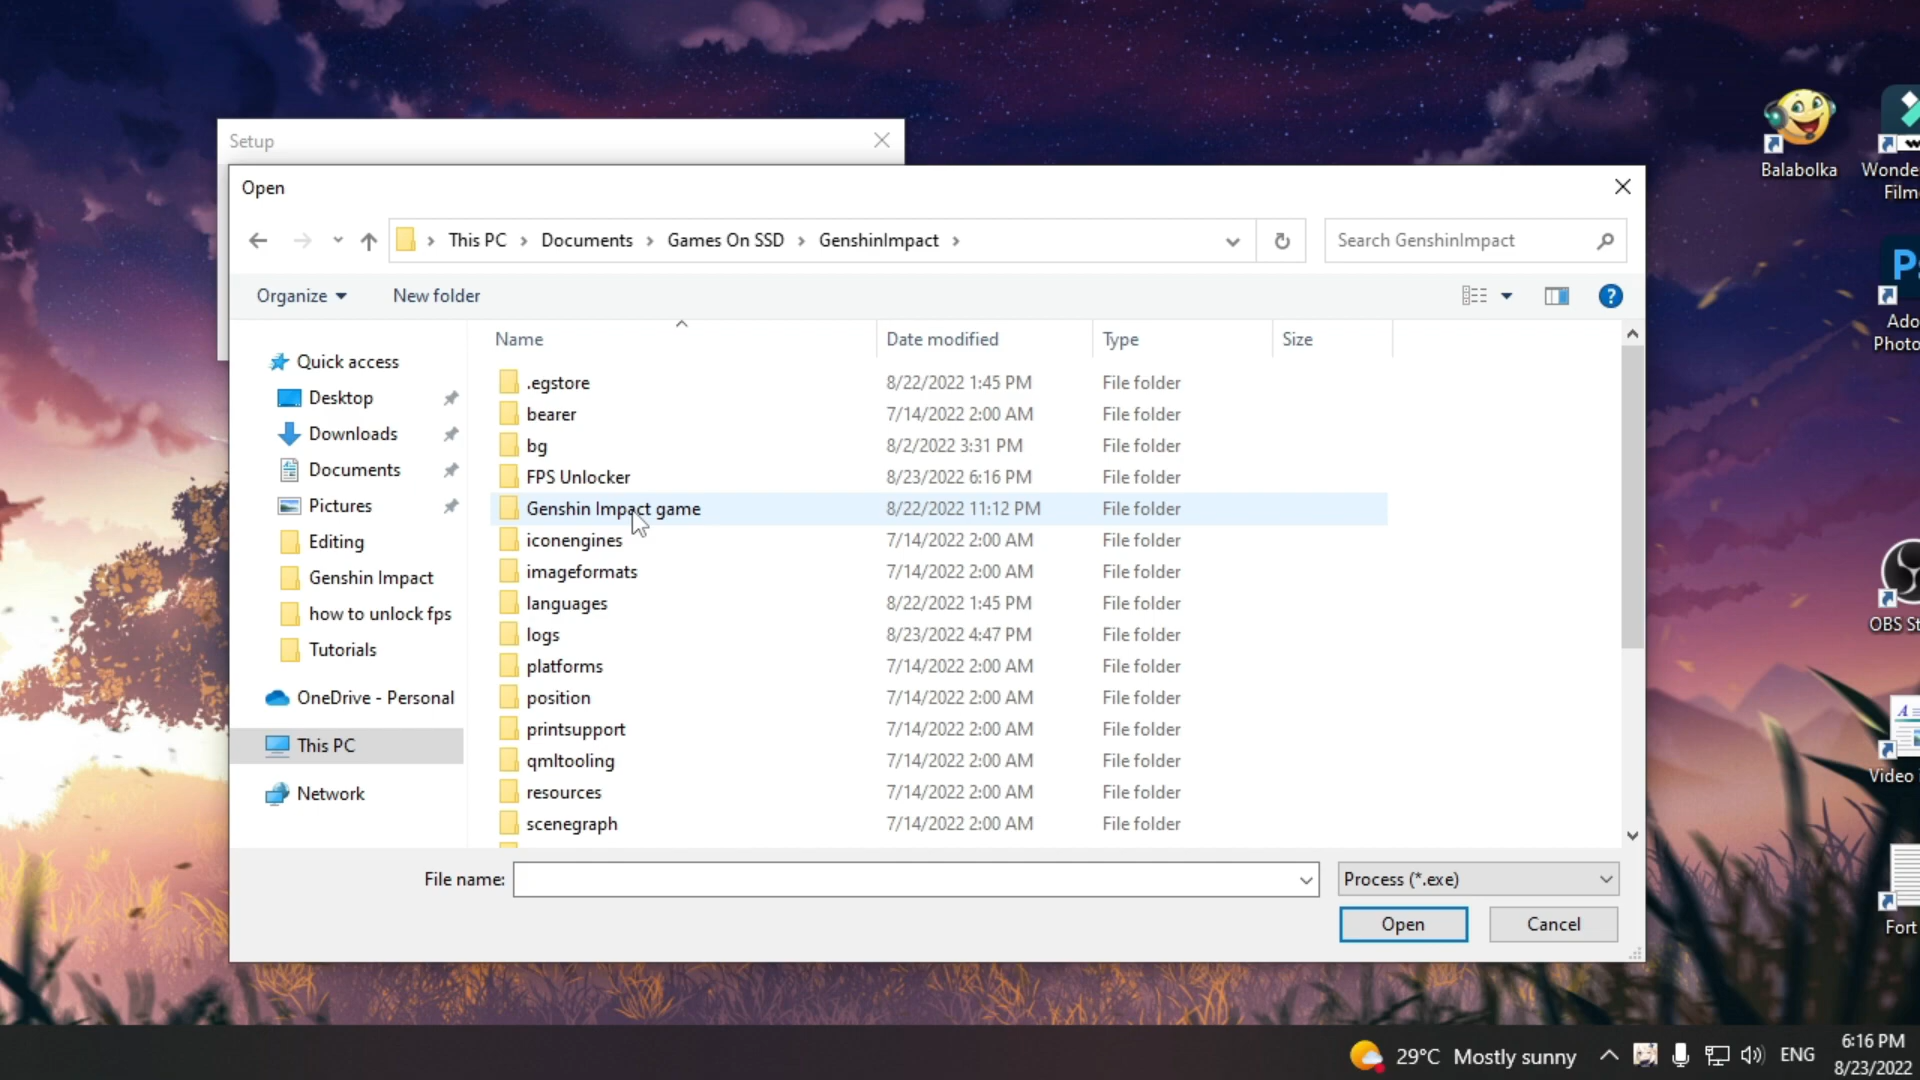 Setup
Open
This PC > Documents > Games On SSD > GenshinImpact >
Search GenshinImpact
Organize
New folder
Name Date modified Type Size
Quick access
Desktop
Downloads
Documents
Pictures
Editing
Genshin Impact
how to unlock fps
Tutorials
OneDrive - Personal
This PC
Network
.egstore 8/22/2022 1:45 PM File folder
bearer 7/14/2022 2:00 AM File folder
bg 8/2/2022 3:31 PM File folder
FPS Unlocker 8/23/2022 6:16 PM File folder
Genshin Impact game 8/22/2022 11:12 PM File folder
iconengines 7/14/2022 2:00 AM File folder
imageformats 7/14/2022 2:00 AM File folder
languages 8/22/2022 1:45 PM File folder
logs 8/23/2022 4:47 PM File folder
platforms 7/14/2022 2:00 AM File folder
position 7/14/2022 2:00 AM File folder
printsupport 7/14/2022 2:00 AM File folder
qmltooling 7/14/2022 2:00 AM File folder
resources 7/14/2022 2:00 AM File folder
scenegraph 7/14/2022 2:00 AM File folder
File name:
Process (*.exe)
Open
Cancel
Balabolka
Wonde
Film
Ado
Photo
OBS St
Video
Fort
29°C Mostly sunny
ENG
6:16 PM
8/23/2022